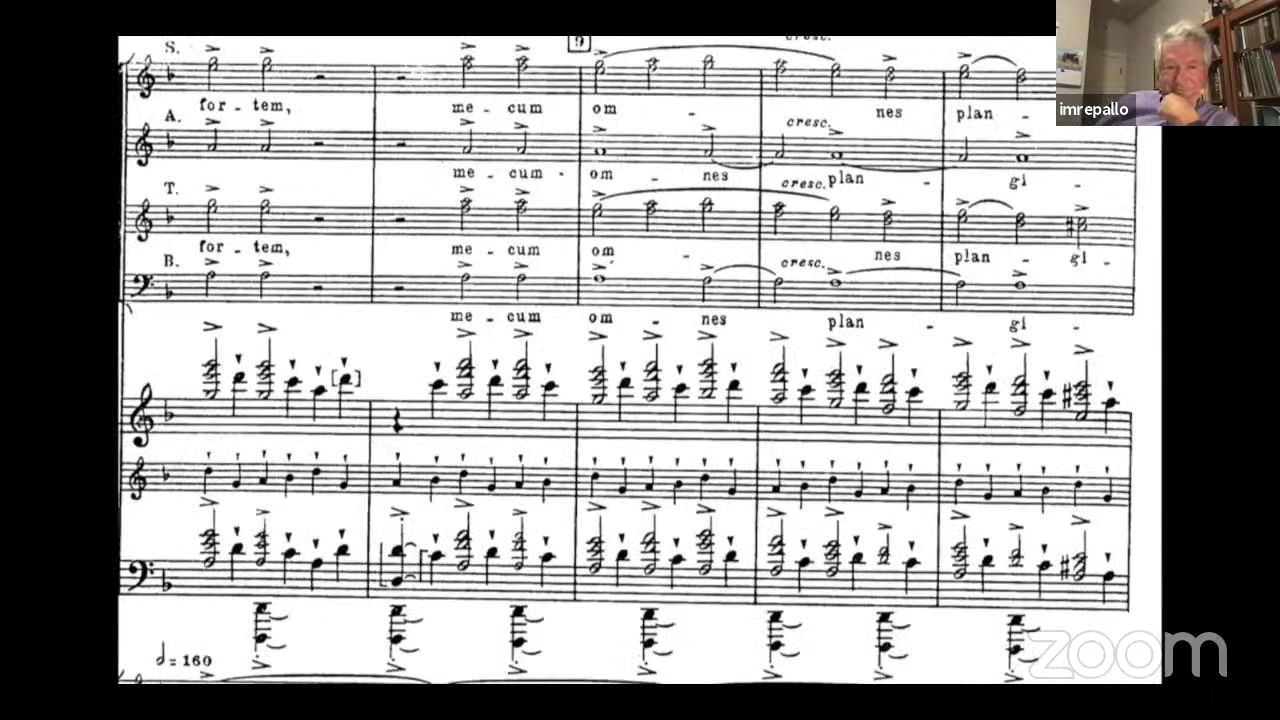 9
cresc.
S.
for - tem, me - cum om - nes plan -
A. cresc.
me - cum - om - nes plan - gi -
T. cresc.
for - tem, me - cum om - nes plan - gi -
B. cresc.
me - cum om - nes plan - gi -
= 160
imrepallo
zoom